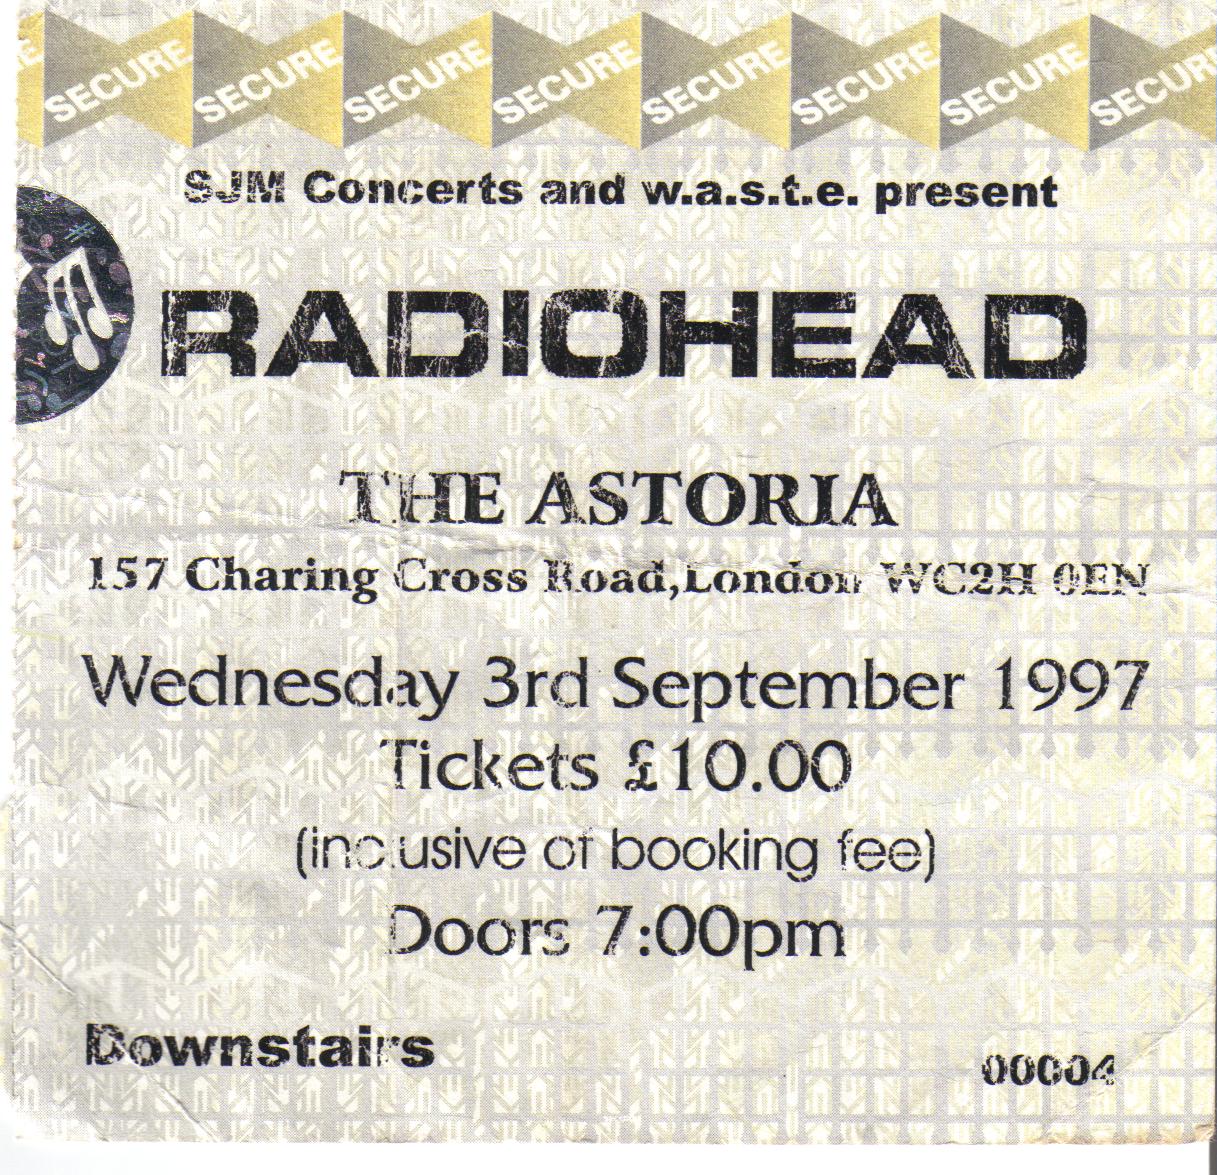 SECURE SECURE SECURE SECURE SECURE SECURE SECURE SECURE
SJM Concerts and w.a.s.t.e. present
RADIOHEAD
THE ASTORIA
157 Charing Cross Road, London WC2H 0EN
Wednesday 3rd September 1997
Tickets £10.00
(inclusive of booking fee)
Doors 7:00pm
Downstairs
00004